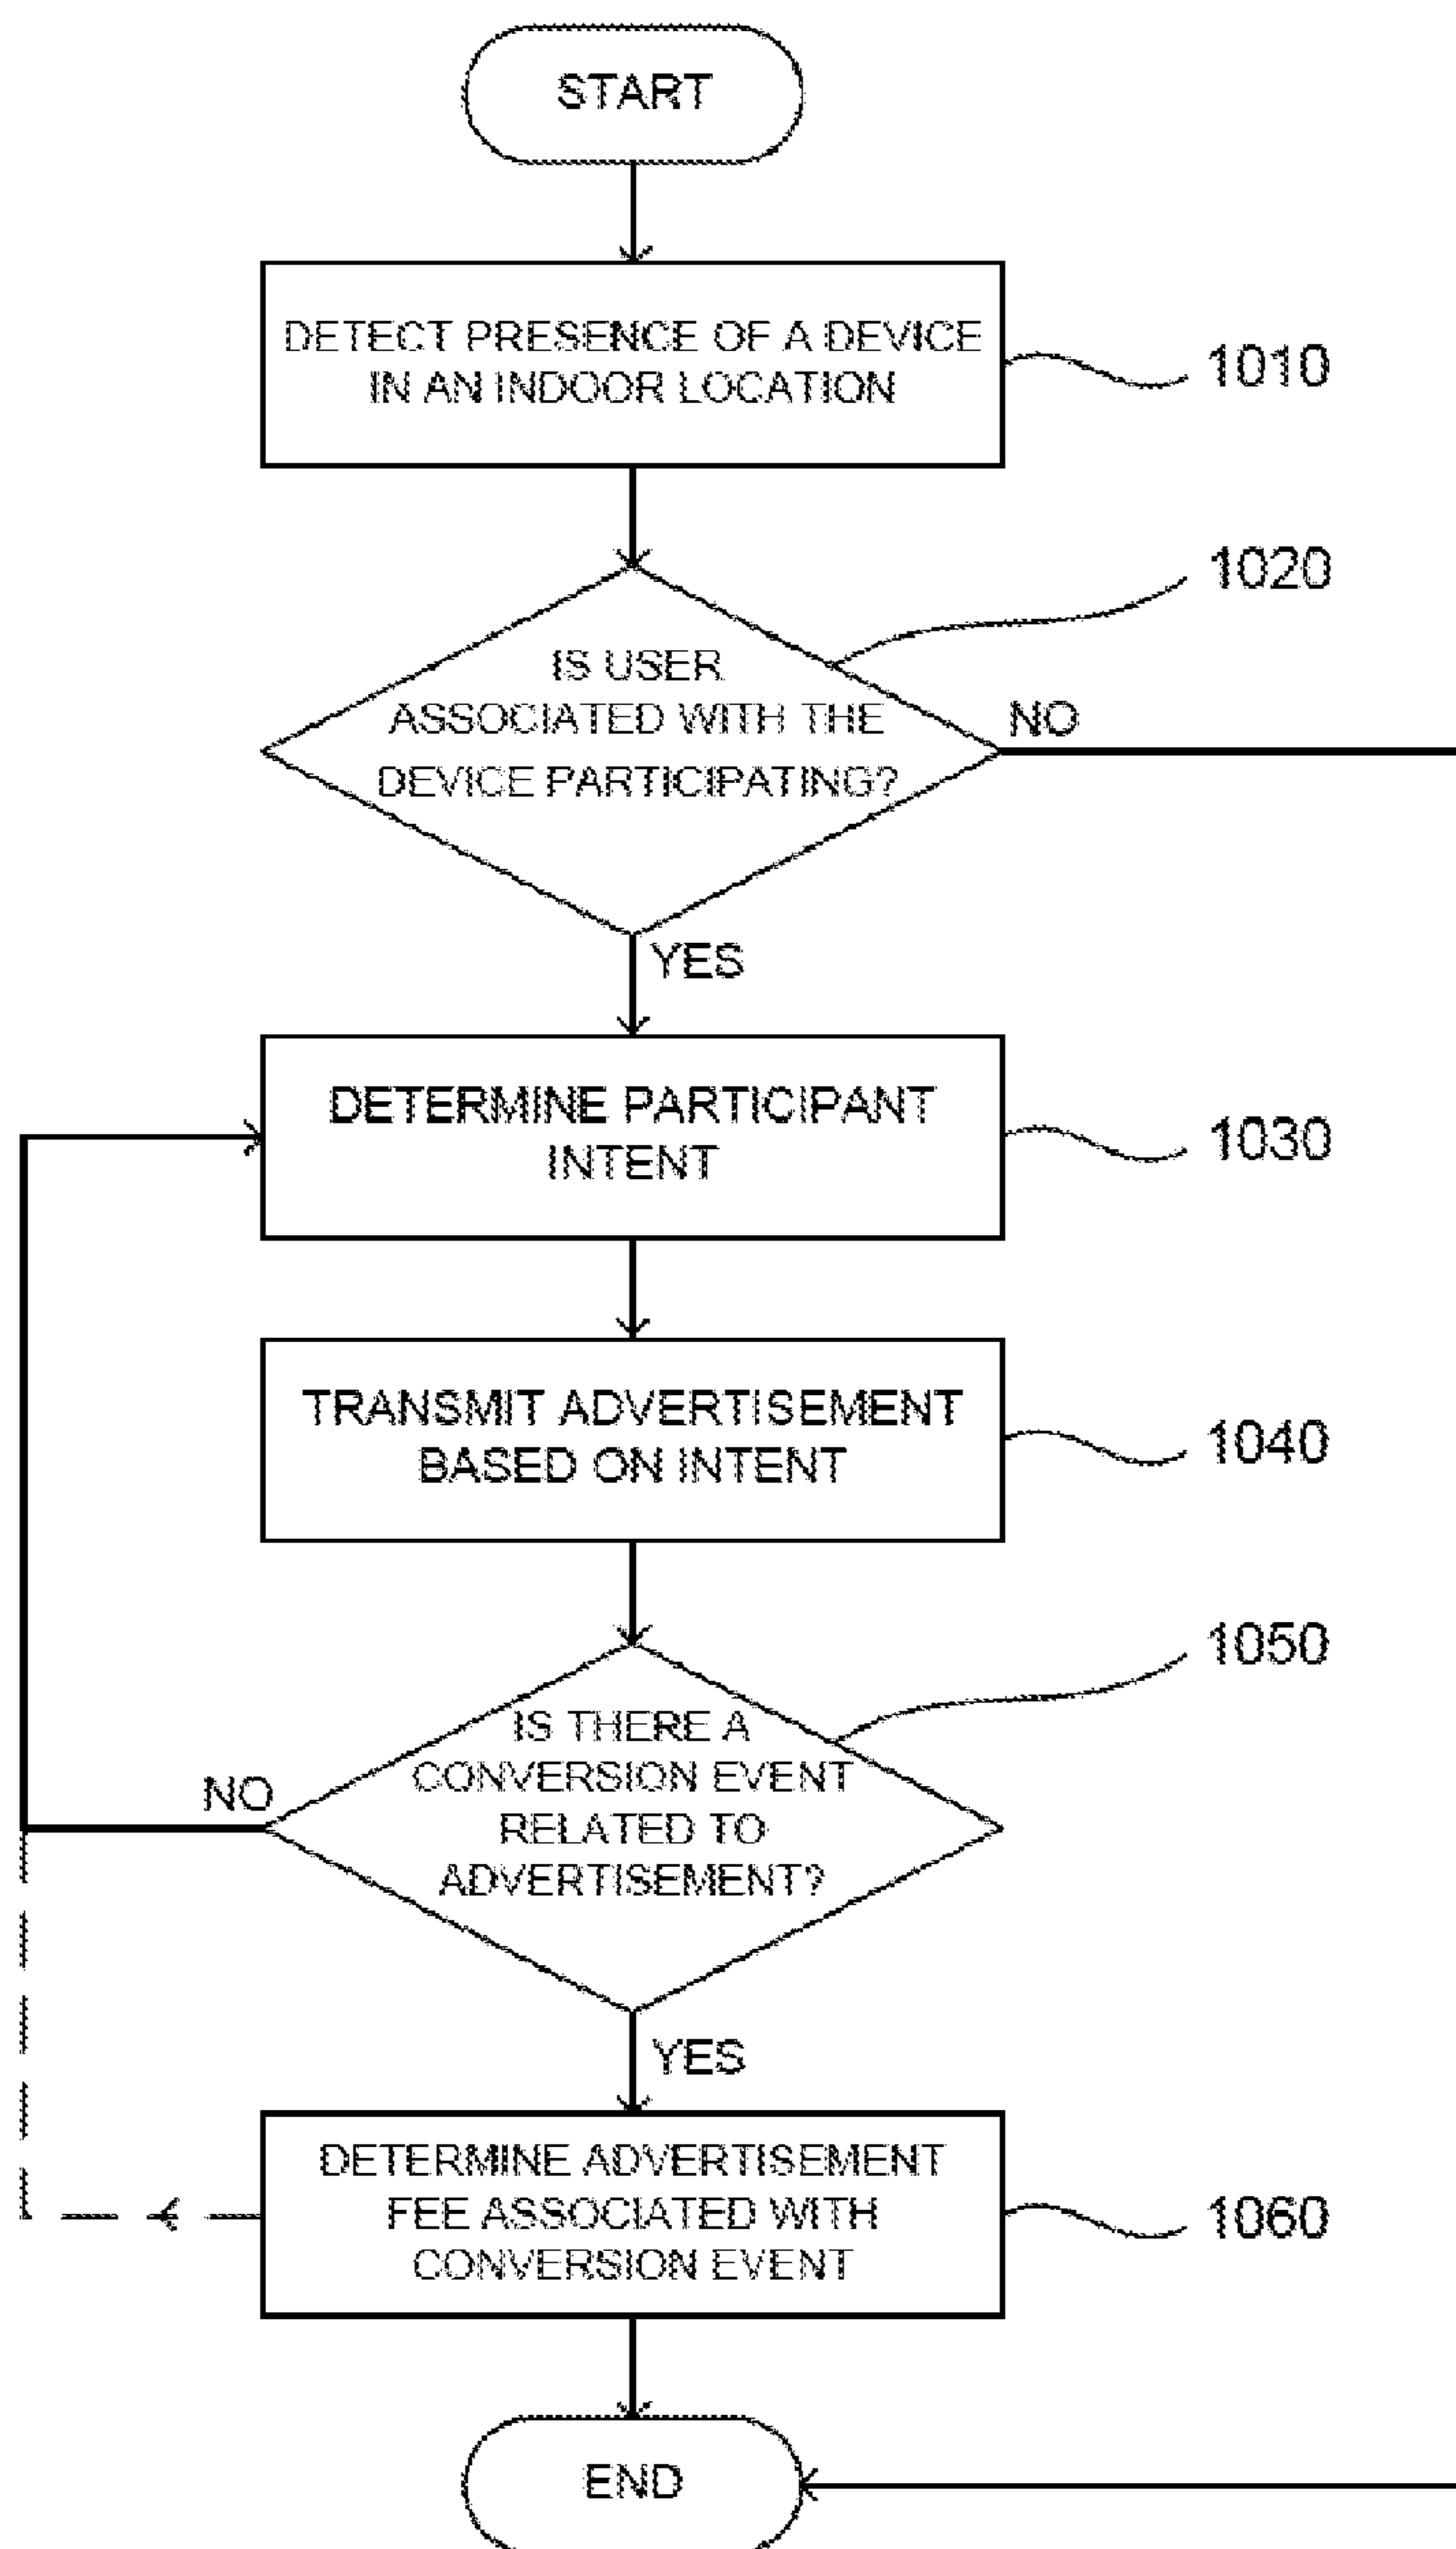 START
DETECT PRESENCE OF A DEVICE
IN AN INDOOR LOCATION
1010
1020
IS USER
ASSOCIATED WITH THE
DEVICE PARTICIPATING?
NO
YES
DETERMINE PARTICIPANT
INTENT
1030
TRANSMIT ADVERTISEMENT
BASED ON INTENT
1040
1050
IS THERE A
CONVERSION EVENT
RELATED TO
ADVERTISEMENT?
NO
YES
DETERMINE ADVERTISEMENT
FEE ASSOCIATED WITH
CONVERSION EVENT
1060
END